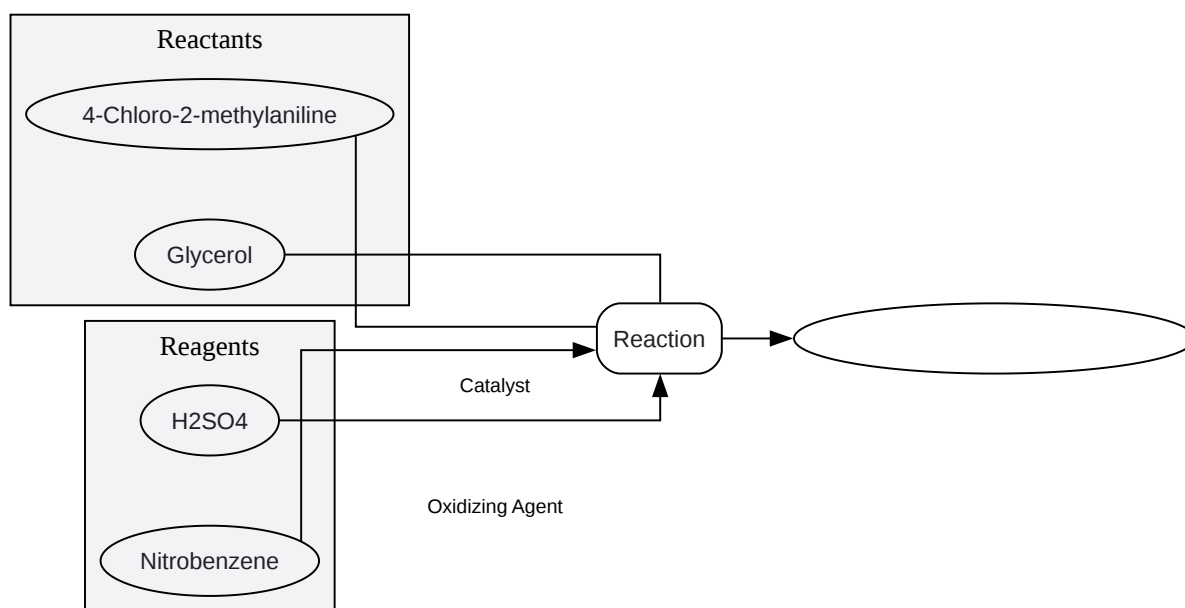 Reactants
4-Chloro-2-methylaniline
Glycerol
Reagents
Reaction
Catalyst
H2SO4
Oxidizing Agent
Nitrobenzene